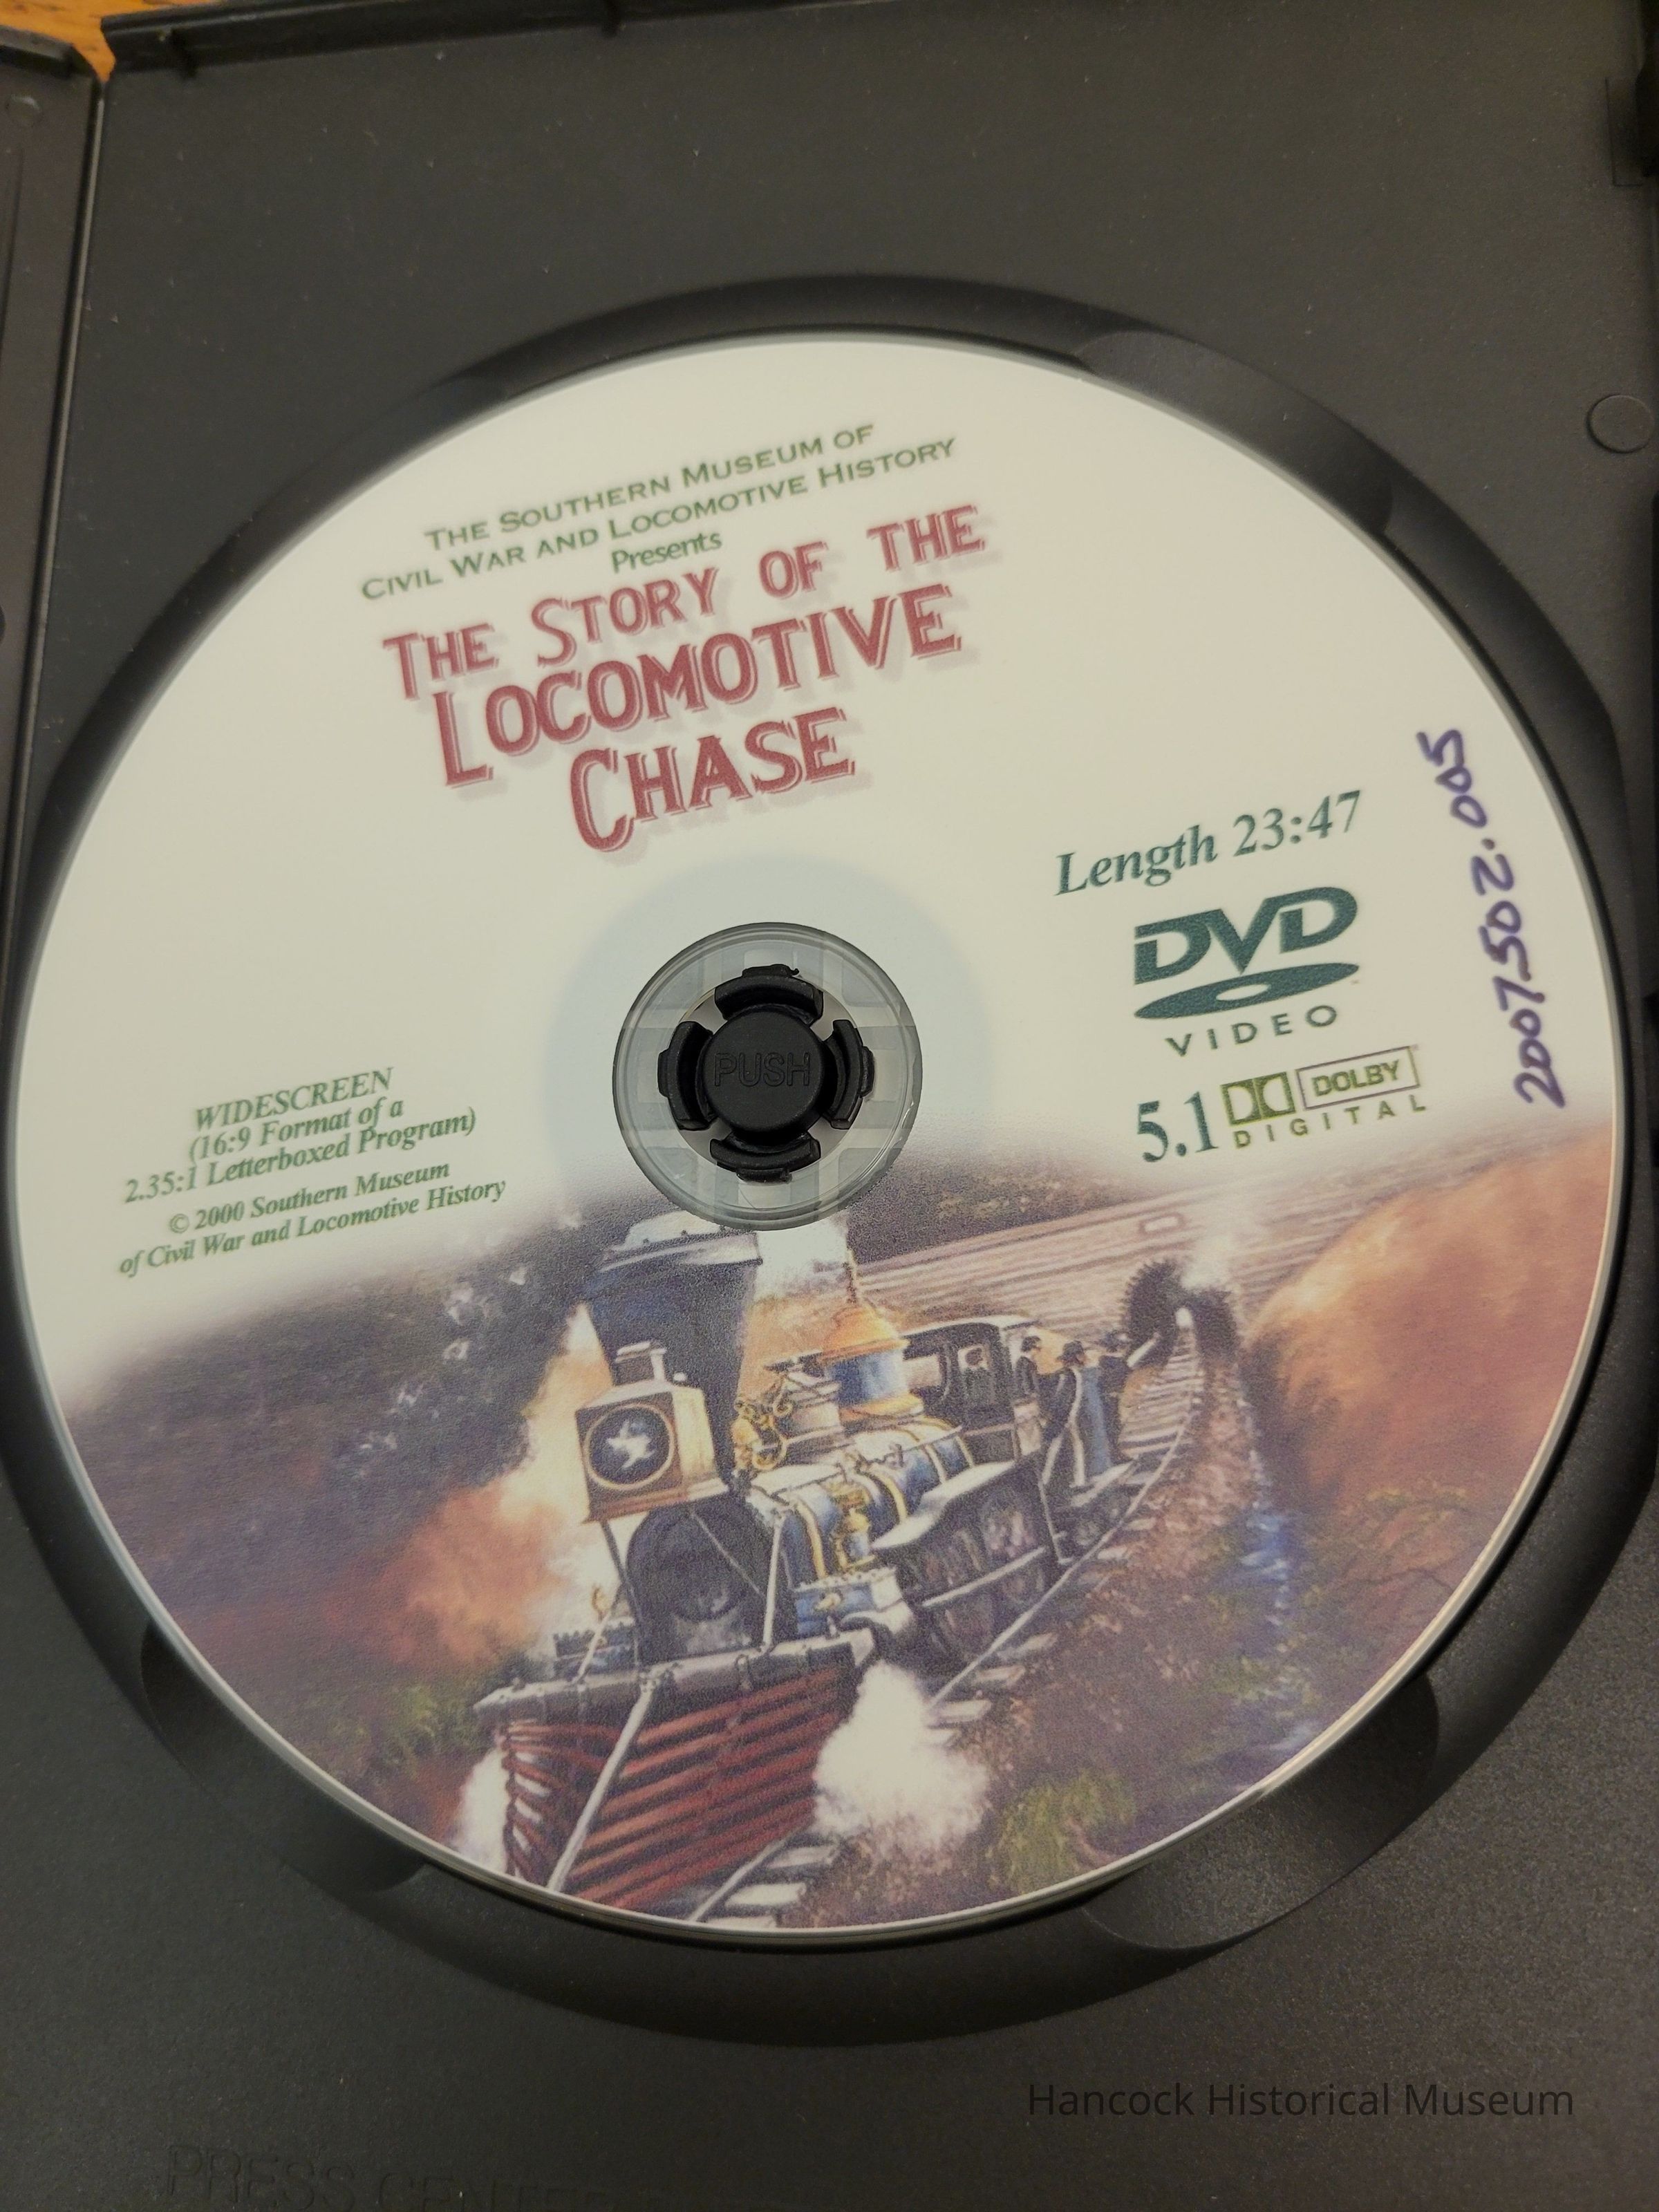 THE SOUTHERN MUSEUM OF
CIVIL WAR AND LOCOMOTIVE HISTORY
Presents
THE STORY OF THE
LOCOMOTIVE
CHASE
Length 23:47
DVD
VIDEO
5.1 DOLBY
DIGITAL
2007502.005
PUSH
WIDESCREEN
(16:9 Format of a
2.35:1 Letterboxed Program)
© 2000 Southern Museum
of Civil War and Locomotive History
Hancock Historical Museum
PRESS CENTER